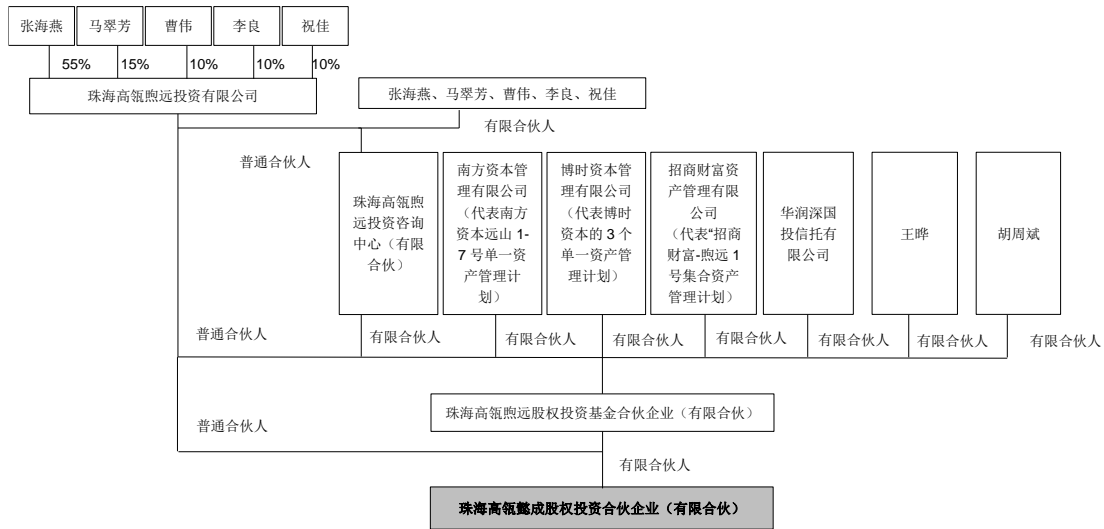 张海燕 马翠芳 曹伟 李良 祝佳
55% 15% 10% 10% 10%
珠海高瓴煦远投资有限公司
张海燕、马翠芳、曹伟、李良、祝佳
有限合伙人
普通合伙人
珠海高瓴煦
远投资咨询
中心（有限
合伙）
南方资本管
理有限公司
（代表南方
资本远山 1-
7 号单一资
产管理计
划）
博时资本管
理有限公司
（代表博时
资本的 3 个
单一资产管
理计划）
招商财富资
产管理有限
公司
（代表“招商
财富-煦远 1
号集合资产
管理计划）
华润深国
投信托有
限公司
王晔
胡周斌
普通合伙人 有限合伙人 有限合伙人 有限合伙人 有限合伙人 有限合伙人 有限合伙人 有限合伙人
珠海高瓴煦远股权投资基金合伙企业（有限合伙）
普通合伙人
有限合伙人
珠海高瓴懿成股权投资合伙企业（有限合伙）